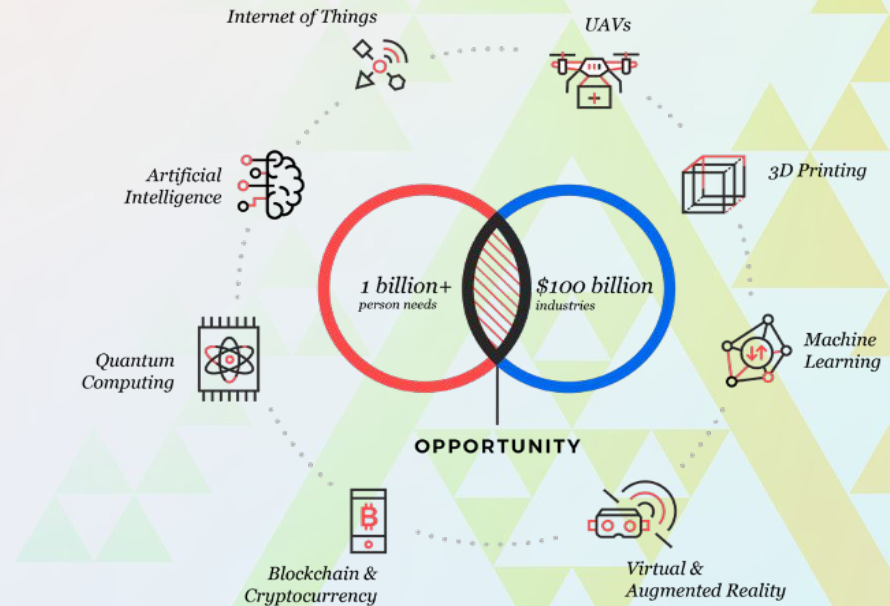 Internet of Things
UAVs
Artificial
Intelligence
3D Printing
1 billion+
person needs
$100 billion
industries
Quantum
Computing
Machine
Learning
OPPORTUNITY
Blockchain &
Cryptocurrency
Virtual &
Augmented Reality